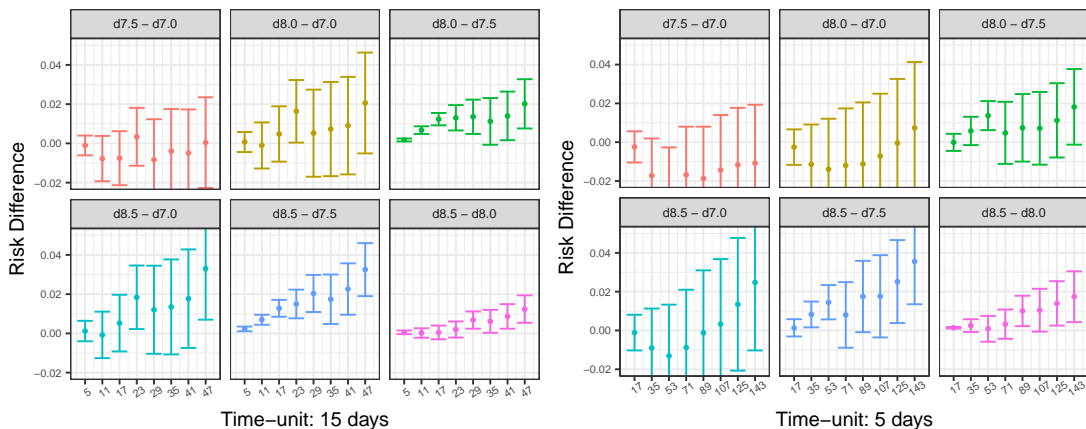 d7.5 − d7.0 d8.0 − d7.0 d8.0 − d7.5
0.04
0.02
0.00
−0.02
d8.5 − d7.0 d8.5 − d7.5 d8.5 − d8.0
0.04
0.02
0.00
−0.02
5 11 17 23 29 35 41 47 5 11 17 23 29 35 41 47 5 11 17 23 29 35 41 47
Risk Difference
Time−unit: 15 days
d7.5 − d7.0 d8.0 − d7.0 d8.0 − d7.5
0.04
0.02
0.00
−0.02
d8.5 − d7.0 d8.5 − d7.5 d8.5 − d8.0
0.04
0.02
0.00
−0.02
17 35 53 71 89 107 125 143 17 35 53 71 89 107 125 143 17 35 53 71 89 107 125 143
Risk Difference
Time−unit: 5 days